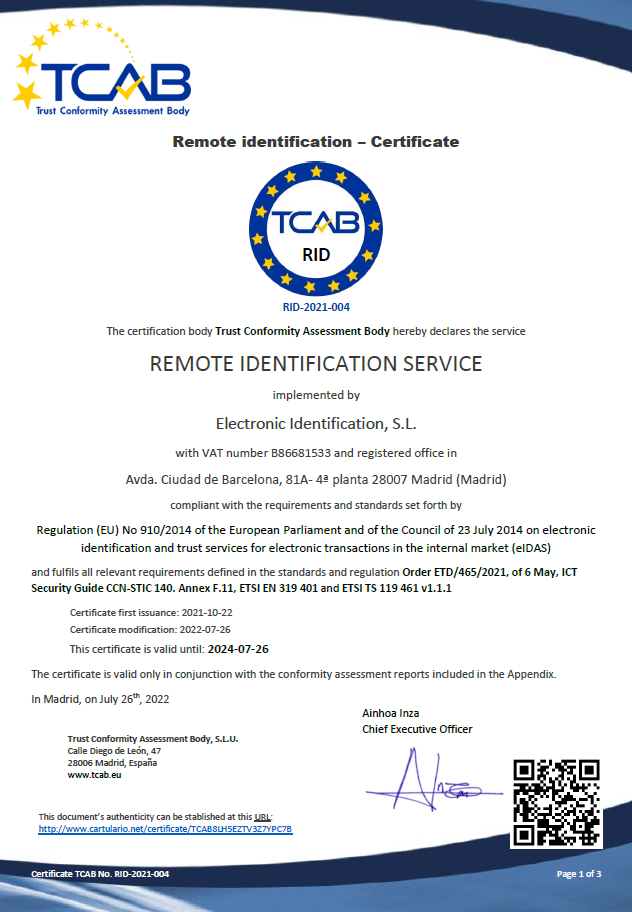 TCAB
Trust Conformity Assessment Body
Remote identification – Certificate
TCAB
RID
RID-2021-004
The certification body Trust Conformity Assessment Body hereby declares the service
REMOTE IDENTIFICATION SERVICE
implemented by
Electronic Identification, S.L.
with VAT number B86681533 and registered office in
Avda. Ciudad de Barcelona, 81A- 4ª planta 28007 Madrid (Madrid)
compliant with the requirements and standards set forth by
Regulation (EU) No 910/2014 of the European Parliament and of the Council of 23 July 2014 on electronic
identification and trust services for electronic transactions in the internal market (eIDAS)
and fulfils all relevant requirements defined in the standards and regulation Order ETD/465/2021, of 6 May, ICT
Security Guide CCN-STIC 140. Annex F.11, ETSI EN 319 401 and ETSI TS 119 461 v1.1.1
Certificate first issuance: 2021-10-22
Certificate modification: 2022-07-26
This certificate is valid until: 2024-07-26
The certificate is valid only in conjunction with the conformity assessment reports included in the Appendix.
In Madrid, on July 26th, 2022
Ainhoa Inza
Chief Executive Officer
Trust Conformity Assessment Body, S.L.U.
Calle Diego de León, 47
28006 Madrid, España
www.tcab.eu
This document's authenticity can be stablished at this URL:
http://www.cartulario.net/certificate/TCAB8LH5EZTV3Z7YPC7B
Certificate TCAB No. RID-2021-004
Page 1 of 3